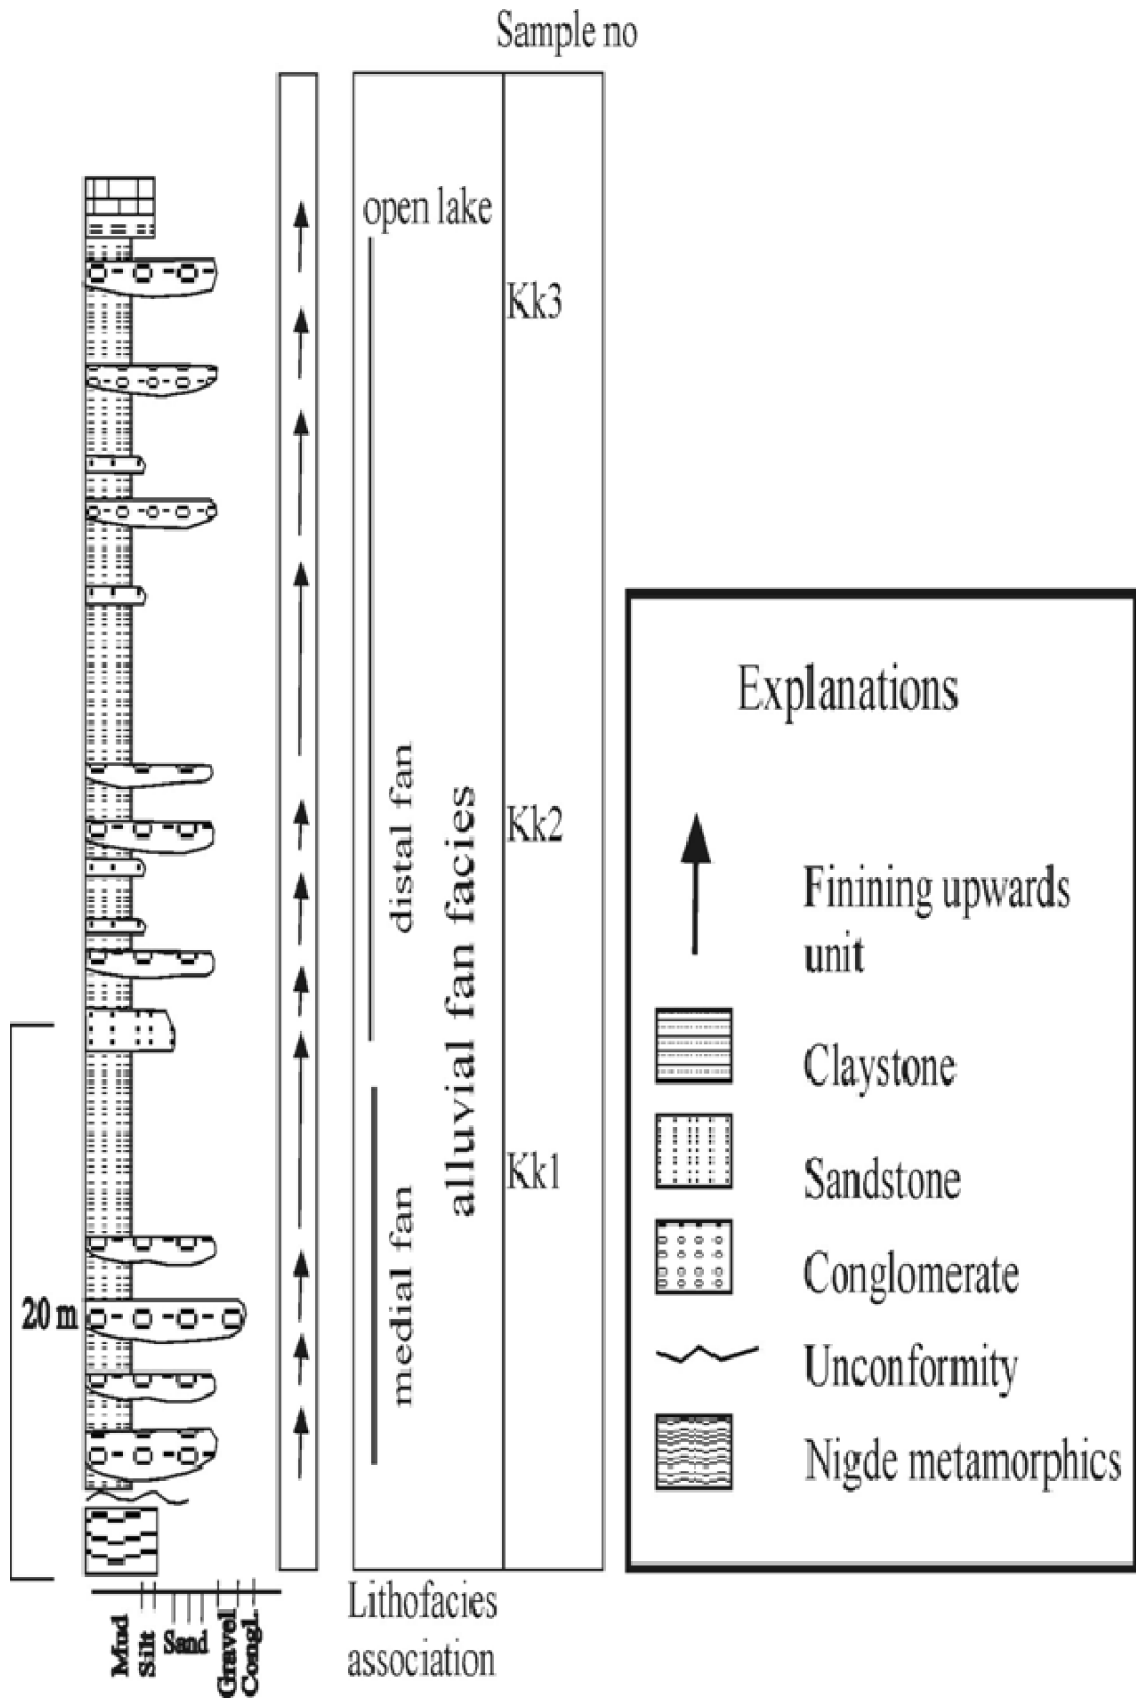 Sample no
open lake
Kk3
distal fan
alluvial fan facies
Kk2
Kk1
medial fan
20 m
Mud
Silt
Sand.
Gravel
Congl.
Lithofacies
association
Explanations
Finining upwards
unit
Claystone
Sandstone
Conglomerate
Unconformity
Nigde metamorphics